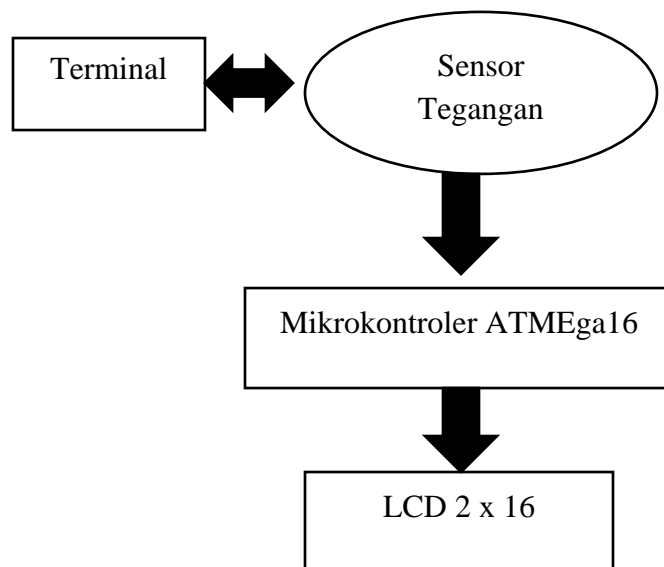 Terminal
Sensor
Tegangan
Mikrokontroler ATMEga16
LCD 2 x 16